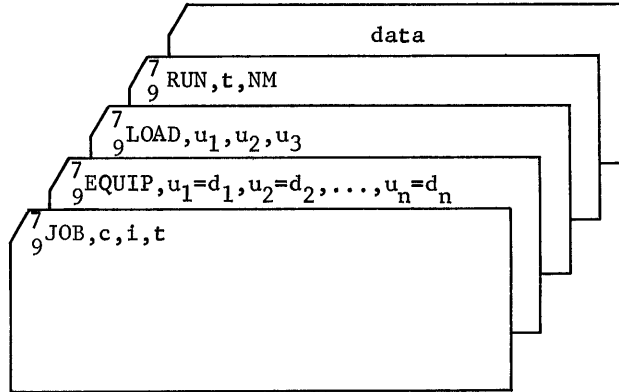 data
7
9RUN,t,NM
7
9LOAD,u1,u2,u3
7
9EQUIP,u1=d1,u2=d2,...,un=dn
7
9JOB,c,i,t